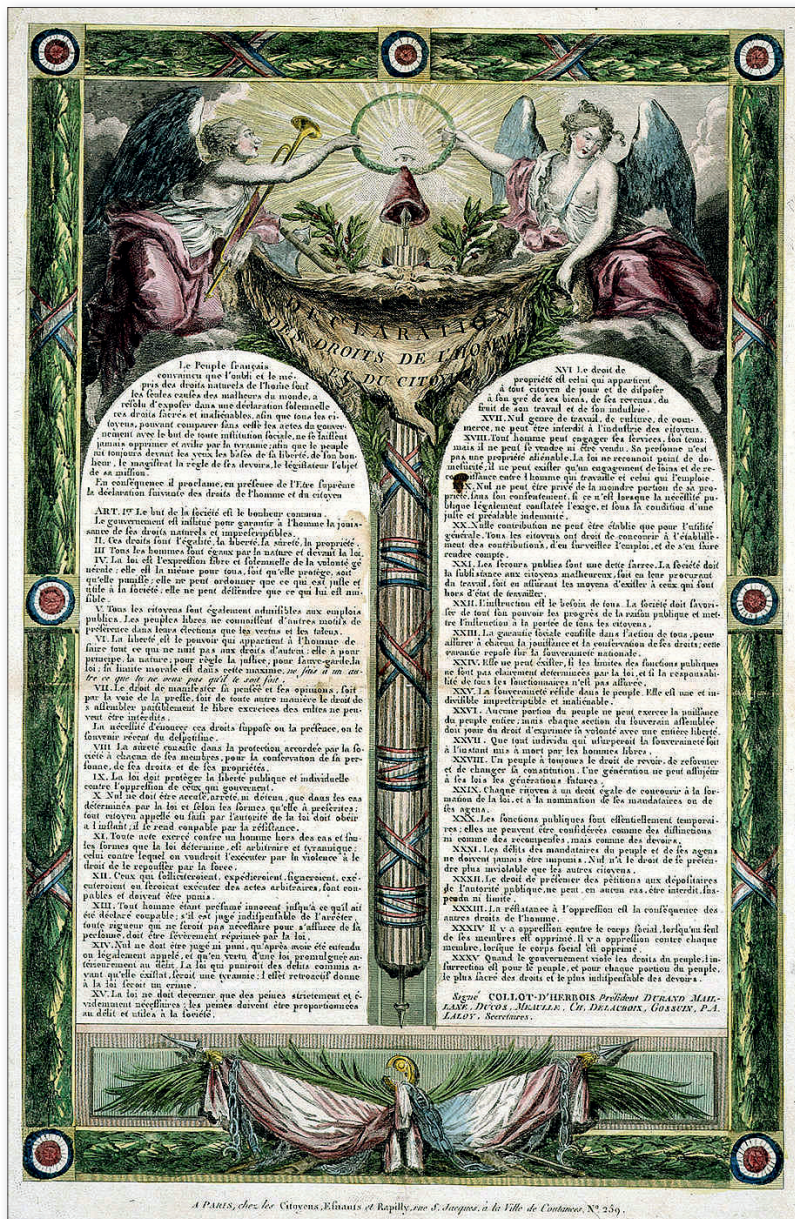 DECLARATION
DES DROITS DE L'HOMME
ET DU CITOYEN
Le Peuple français
convaincu que l'oubli et le mé-
pris des droits naturels de l'homme sont
les seules causes des malheurs du monde, a
résolu d'exposer dans une déclaration solemnelle
ces droits sacrés et inaliénables, afin que tous les ci-
toyens, pouvant comparer sans cesse les actes du gouver-
nement avec le but de toute institution sociale, ne se laissent
jamais opprimer et avilir par la tyrannie; afin que le peuple
ait toujours devant les yeux les bâses de sa liberté, de son bon-
heur, le magistrat la règle de ses devoirs, le législateur l'objet
de sa mission.
En conséquence il proclame, en présence de l'Etre suprême
la déclaration suivante des droits de l'homme et du citoyen
ART. 1er. Le but de la société est le bonheur commun.
Le gouvernement est institué pour garantir à l'homme la jouis-
sance de ses droits naturels et imprescriptibles.
I. Ces droits sont l'égalité, la liberté, la sûreté, la propriété.
III Tous les hommes sont égaux par la nature et devant la loi.
IV. La loi est l'expression libre et solemnelle de la volonté gé-
nérale; elle est la même pour tous, soit qu'elle protège, soit
qu'elle punisse; elle ne peut ordonner que ce qui est juste et
utile à la société; elle ne peut défendre que ce qui lui est nui-
sible.
V. Tous les citoyens sont également admissibles aux emplois
publics. Les peuples libres ne connoissent d'autres motifs de
préférence dans leurs élections que les vertus et les talens.
VI. La liberté est le pouvoir qui appartient à l'homme de
faire tout ce qui ne nuit pas aux droits d'autrui: elle a pour
principe, la nature; pour règle la justice; pour sauve-garde, la
loi; sa limite morale est dans cette maxime: ne fais à un au-
tre ce que tu ne veux pas qu'il te soit fait.
VII. Le droit de manifester sa pensée et ses opinions, soit
par la voie de la presse, soit de toute autre manière le droit de
s'assembler paisiblement le libre exercices des cultes ne peu-
vent être interdits.
La nécessité d'énoncer ces droits suppose ou la présence, ou le
souvenir récent du despotisme.
VIII La sûreté consiste dans la protection accordée par la so-
ciété à chacun de ses membres, pour la conservation de sa per-
sonne, de ses droits et de ses propriétés.
IX. La loi doit protéger la liberté publique et individuelle
contre l'oppression de ceux qui gouvernent.
X Nul ne doit être accusé, arrêté, ni détenu, que dans les cas
déterminés par la loi et selon les formes qu'elle a préscrites;
tout citoyen appellé ou saisi par l'autorité de la loi doit obéir
à l'instant; il se rend coupable par la résistance.
XI. Toute acte exercé contre un homme hors des cas et sans
les formes que la loi détermine, est arbitraire et tyrannique;
celui contre lequel on voudroit l'exécuter par la violence a le
droit de le repousser par la force.
XII. Ceux qui solliciteroient, expédieroient, signeroient, exé-
cuteroient ou feroient exécuter des actes arbitraires, sont cou-
pables et doivent être punis.
XIII. Tout homme étant présumé innocent jusqu'à ce qu'il ait
été déclaré coupable; s'il est jugé indispensable de l'arrêter,
toute rigueur qui ne seroit pas nécessaire pour s'assurer de sa
personne, doit être sévèrement réprimée par la loi.
XIV. Nul ne doit être jugé ni puni, qu'après avoir été entendu
ou légalement appelé, et qu'en vertu d'une loi promulguée an-
térieurement au délit. La loi qui puniroit des délits commis a-
vant qu'elle existât, seroit une tyrannie; l'effet rétroactif donné
à la loi seroit un crime.
XV. La loi ne doit décerner que des peines strictement et é-
videmment nécéssaires; les peines doivent être proportionnées
au délit et utiles à la société.
XVI Le droit de
propriété est celui qui appartient
à tout citoyen de jouir et de disposer
à son gré de ses biens, de ses revenus, du
fruit de son travail et de son industrie.
XVII. Nul genre de travail, de culture, de com-
merce, ne peut être interdit à l'industrie des citoyens.
XVIII. Tout homme peut engager ses services, son tems;
mais il ne peut se vendre ni être vendu. Sa personne n'est
pas une propriété aliénable. La loi ne reconnoit point de do-
mesticité, il ne peut exister qu'un engagement de soins et de re-
connaissance entre l'homme qui travaille et celui qui l'emploie.
XIX. Nul ne peut être privé de la moindre portion de sa pro-
priété, sans son consentement, si ce n'est lorsque la nécessité pu-
blique légalement constatée l'exige, et sous la condition d'une
juste et préalable indemnité.
XX. Nulle contribution ne peut être établie que pour l'utilité
générale. Tous les citoyens ont droit de concourir à l'établisse-
ment des contributions, d'en surveiller l'emploi, et de s'en faire
rendre compte.
XXI. Les secours publics sont une dette sacrée. La société doit
la subsistance aux citoyens malheureux, soit en leur procurant
du travail, soit en assurant les moyens d'exister à ceux qui sont
hors d'état de travailler.
XXII. L'instruction est le besoin de tous. La société doit favori-
ser de tout son pouvoir les progrès de la raison publique et met-
tre l'instruction à la portée de tous les citoyens.
XXIII. La garantie sociale consiste dans l'action de tous, pour
assurer à chacun la jouissance et la conservation de ses droits; cette
garantie repose sur la souveraineté nationale.
XXIV. Elle ne peut exister, si les limites des fonctions publiques
ne sont pas clairement déterminées par la loi, et si la responsabi-
lité de tous les fonctionnaires n'est pas assurée.
XXV. La souveraineté réside dans le peuple. Elle est une et in-
divisible imprescriptible et inaliénable.
XXVI. Aucune portion du peuple ne peut exercer la puissance
du peuple entier; mais chaque section du souverain assemblée
doit jouir du droit d'exprimer sa volonté avec une entière liberté.
XXVII. Que tout individu qui usurperoit la souveraineté soit
à l'instant mis à mort par les hommes libres.
XXVIII. Un peuple a toujours le droit de revoir, de reformer
et de changer sa constitution. Une génération ne peut assujetir
à ses lois les générations futures.
XXIX. Chaque citoyen a un droit égale de concourir à la for-
mation de la loi, et à la nomination de ses mandataires ou de
ses agens.
XXX. Les fonctions publiques sont essentiellement temporai-
res; elles ne peuvent être considérées comme des distinctions
ni comme des récompenses, mais comme des devoirs.
XXXI. Les délits des mandataires du peuple et de ses agens
ne doivent jamais être impunis. Nul n'a le droit de se préten-
dre plus inviolable que les autres citoyens.
XXXII. Le droit de présenter des pétitions aux dépositaires
de l'autorité publique, ne peut, en aucun cas, être interdit, sus-
pendu ni limité.
XXXIII. La résistance à l'oppression est la conséquence des
autres droits de l'homme.
XXXIV Il y a oppression contre le corps social, lorsqu'un seul
de ses membres est opprimé. Il y a oppression contre chaque
membre, lorsque le corps social est opprimé.
XXXV Quand le gouvernement viole les droits du peuple, l'in-
surrection est pour le peuple, et pour chaque portion du peuple,
le plus sacré des droits et le plus indispensable des devoirs.
Signé COLLOT-D'HERBOIS Président DURAND MAIL-
LANE, DUCOS, MEAULLE, CH. DELACROIX, GOSSUIN, P.A.
LALOY, Secretaires.
A PARIS, chez les Citoyens, Esnauts et Rapilly, rue S. Jacques, à la Ville de Coutances, No. 259.